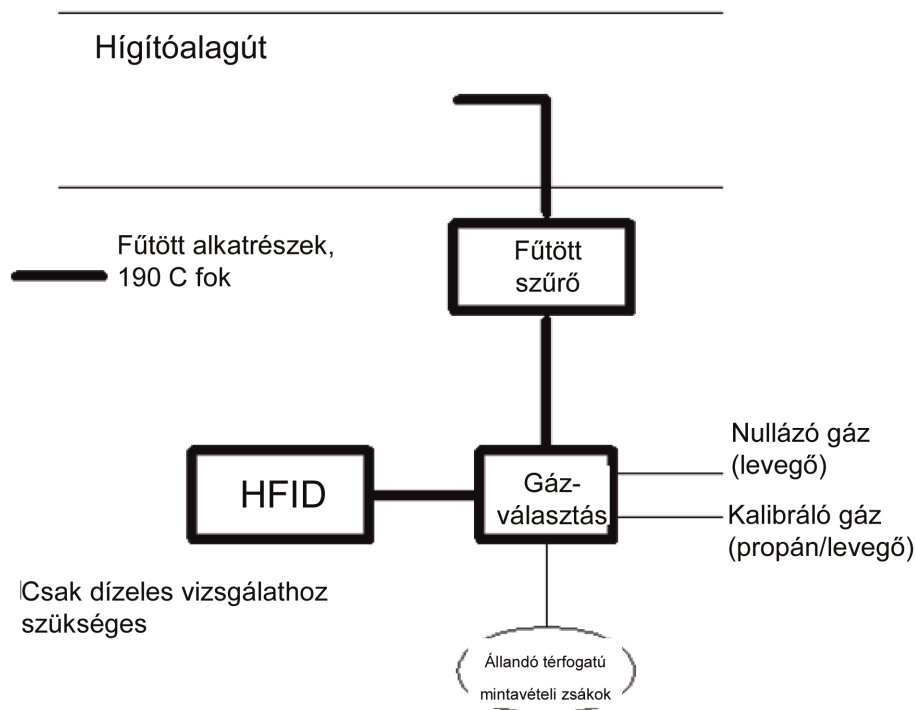 Hígítóalagút
Fűtött alkatrészek,
190 C fok
Fűtött
szűrő
Nullázó gáz
(levegő)
HFID
Gáz-
választás
Kalibráló gáz
(propán/levegő)
Csak dízeles vizsgálathoz
szükséges
Állandó térfogatú
mintavételi zsákok